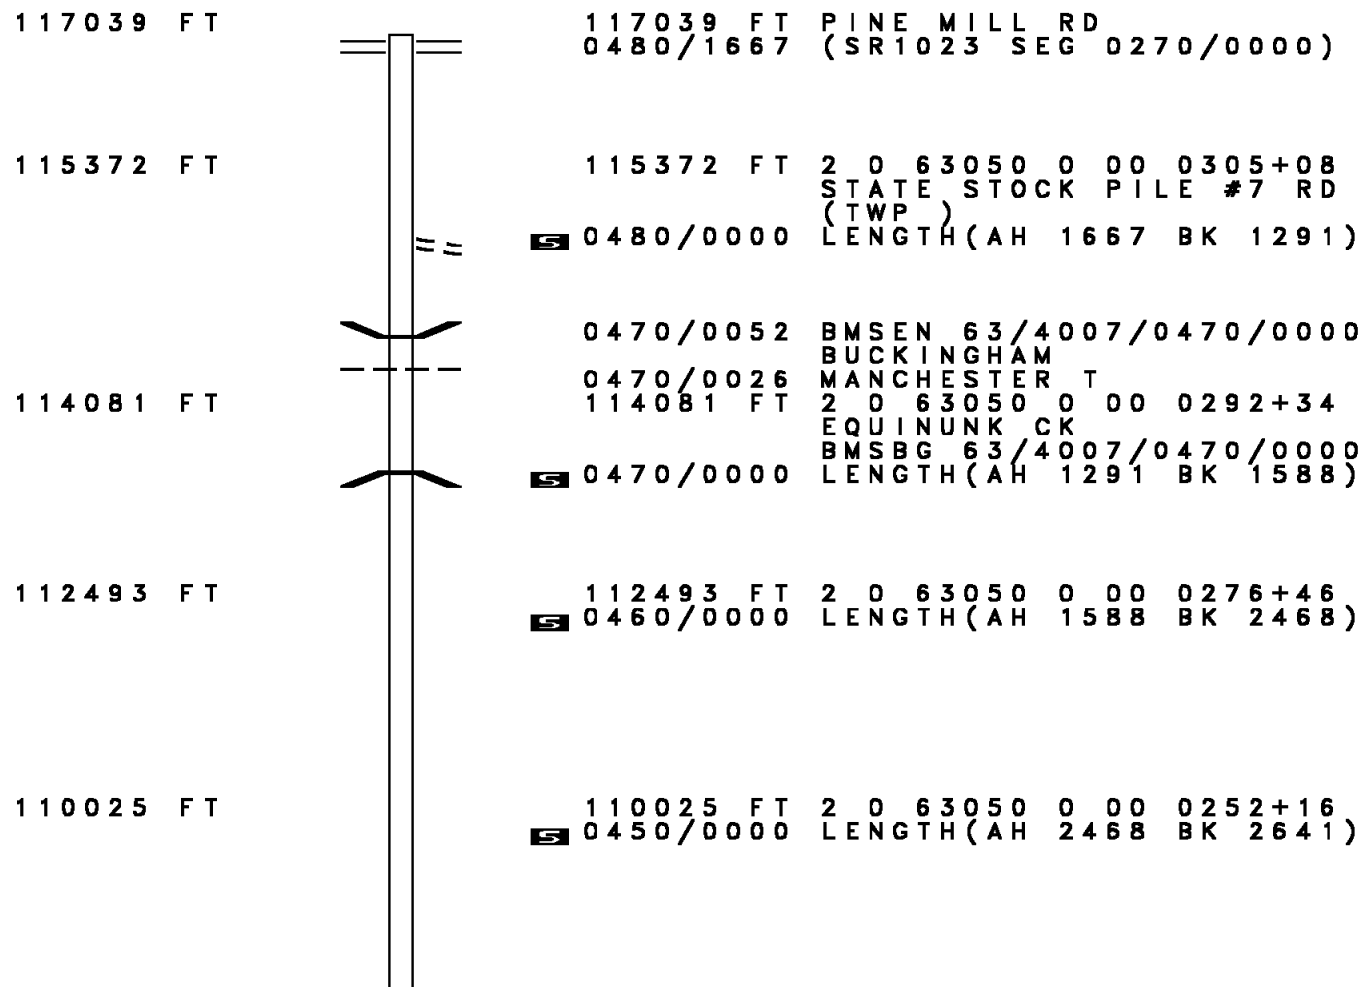 117039 FT 117039 FT PINE MILL RD
0480/1667 (SR1023 SEG 0270/0000)
115372 FT 115372 FT 2 0 63050 0 00 0305+08
STATE STOCK PILE #7 RD
(TWP )
S 0480/0000 LENGTH(AH 1667 BK 1291)
0470/0052 BMSEN 63/4007/0470/0000
BUCKINGHAM
0470/0026 MANCHESTER T
114081 FT 114081 FT 2 0 63050 0 00 0292+34
EQUINUNK CK
BMSBG 63/4007/0470/0000
S 0470/0000 LENGTH(AH 1291 BK 1588)
112493 FT 112493 FT 2 0 63050 0 00 0276+46
S 0460/0000 LENGTH(AH 1588 BK 2468)
110025 FT 110025 FT 2 0 63050 0 00 0252+16
S 0450/0000 LENGTH(AH 2468 BK 2641)